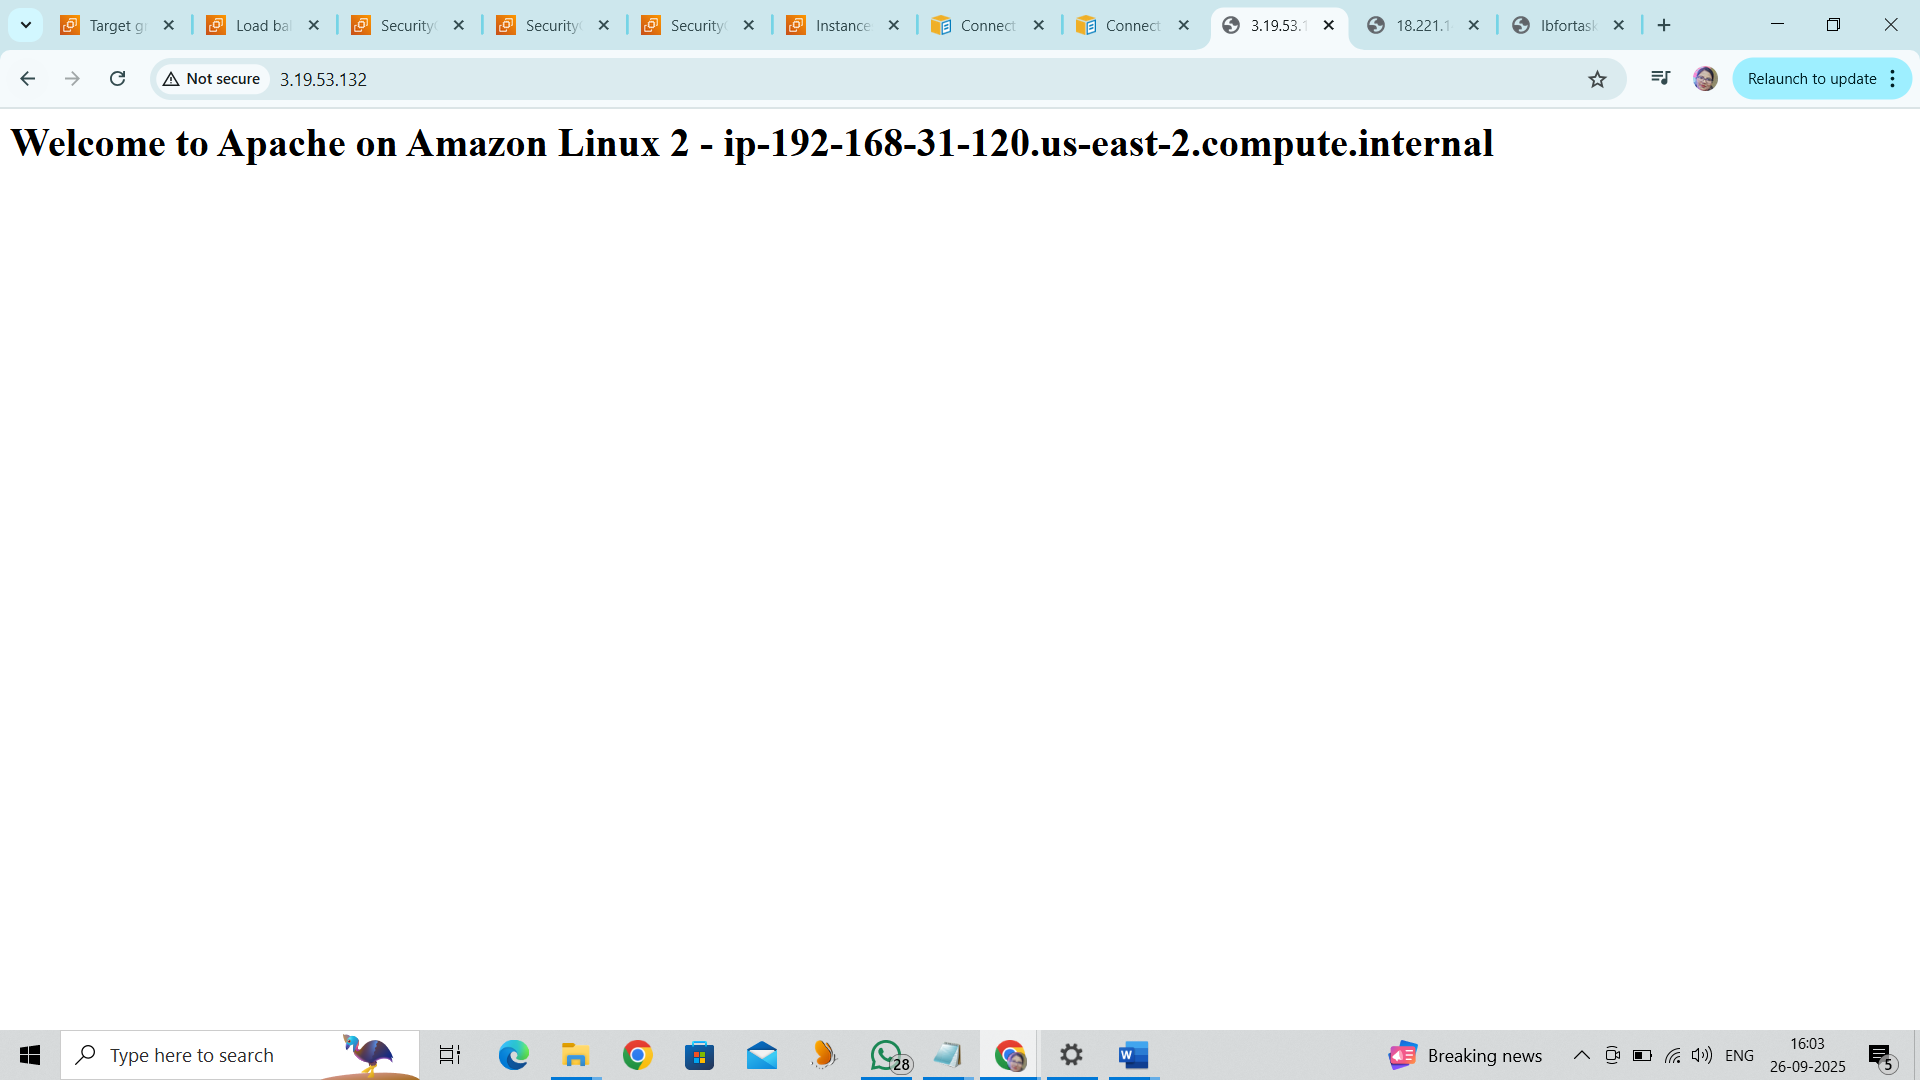 Target g
Load ba
Security
Security
Security
Instance
Connect
Connect
3.19.53.1
18.221.1
lbfortask
Not secure
3.19.53.132
Relaunch to update
Welcome to Apache on Amazon Linux 2 - ip-192-168-31-120.us-east-2.compute.internal
Type here to search
28
W
Breaking news
ENG
16:03
26-09-2025
5